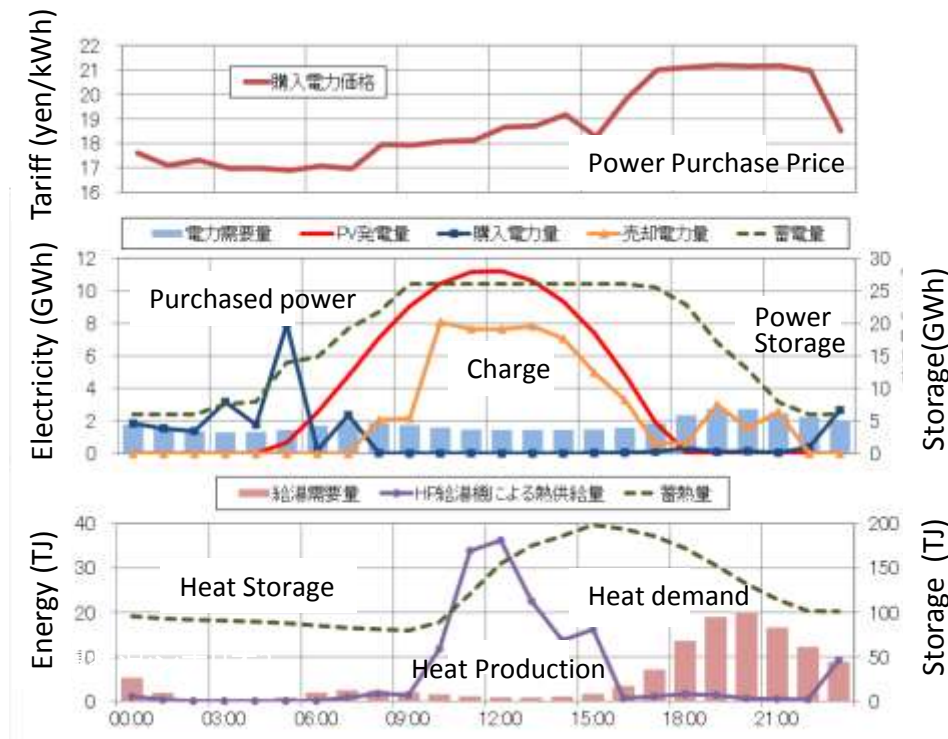 Tariff (yen/kWh)
22
21
20
19
18
17
16
購入電力価格
Power Purchase Price
電力需要量 PV発電量 購入電力量 売却電力量 蓄電量
Electricity (GWh)
12
10
8
6
4
2
0
Purchased power
Charge
Power
Storage
30
25
20
15
10
5
0
Storage(GWh)
給湯需要量 HP給湯機による熱供給量 蓄熱量
Energy (TJ)
40
30
20
10
0
Heat Storage
Heat demand
Heat Production
200
150
100
50
0
Storage (TJ)
00:00 03:00 06:00 09:00 12:00 15:00 18:00 21:00